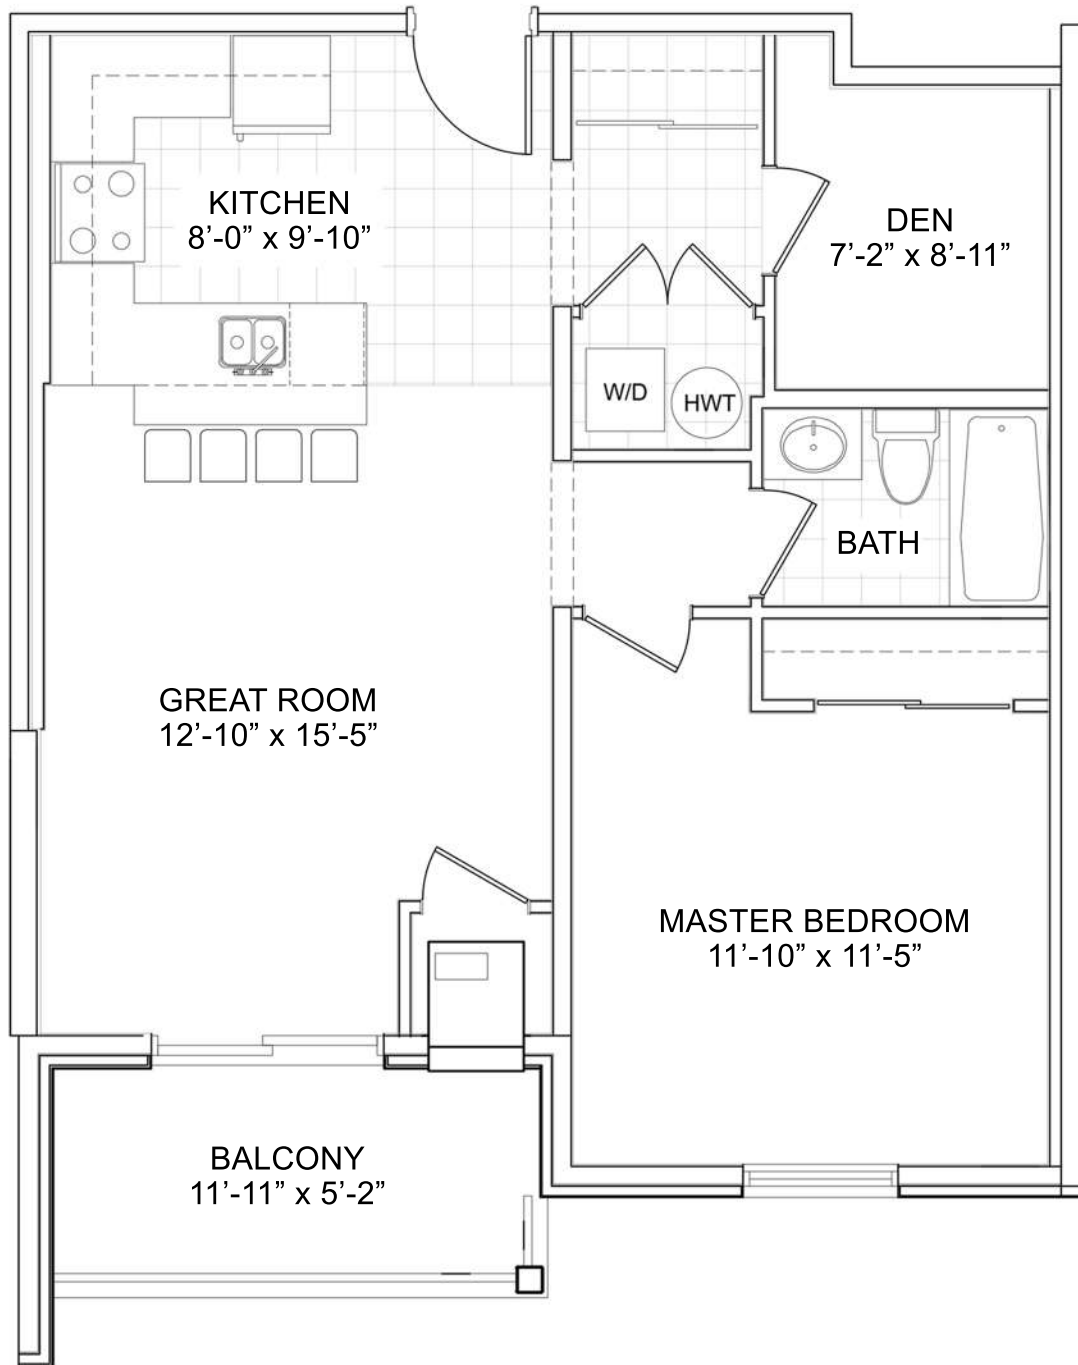 KITCHEN
8’-0” x 9’-10”
DEN
7’-2” x 8’-11”
W/D
HWT
BATH
GREAT ROOM
12’-10” x 15’-5”
MASTER BEDROOM
11’-10” x 11’-5”
BALCONY
11’-11” x 5’-2”